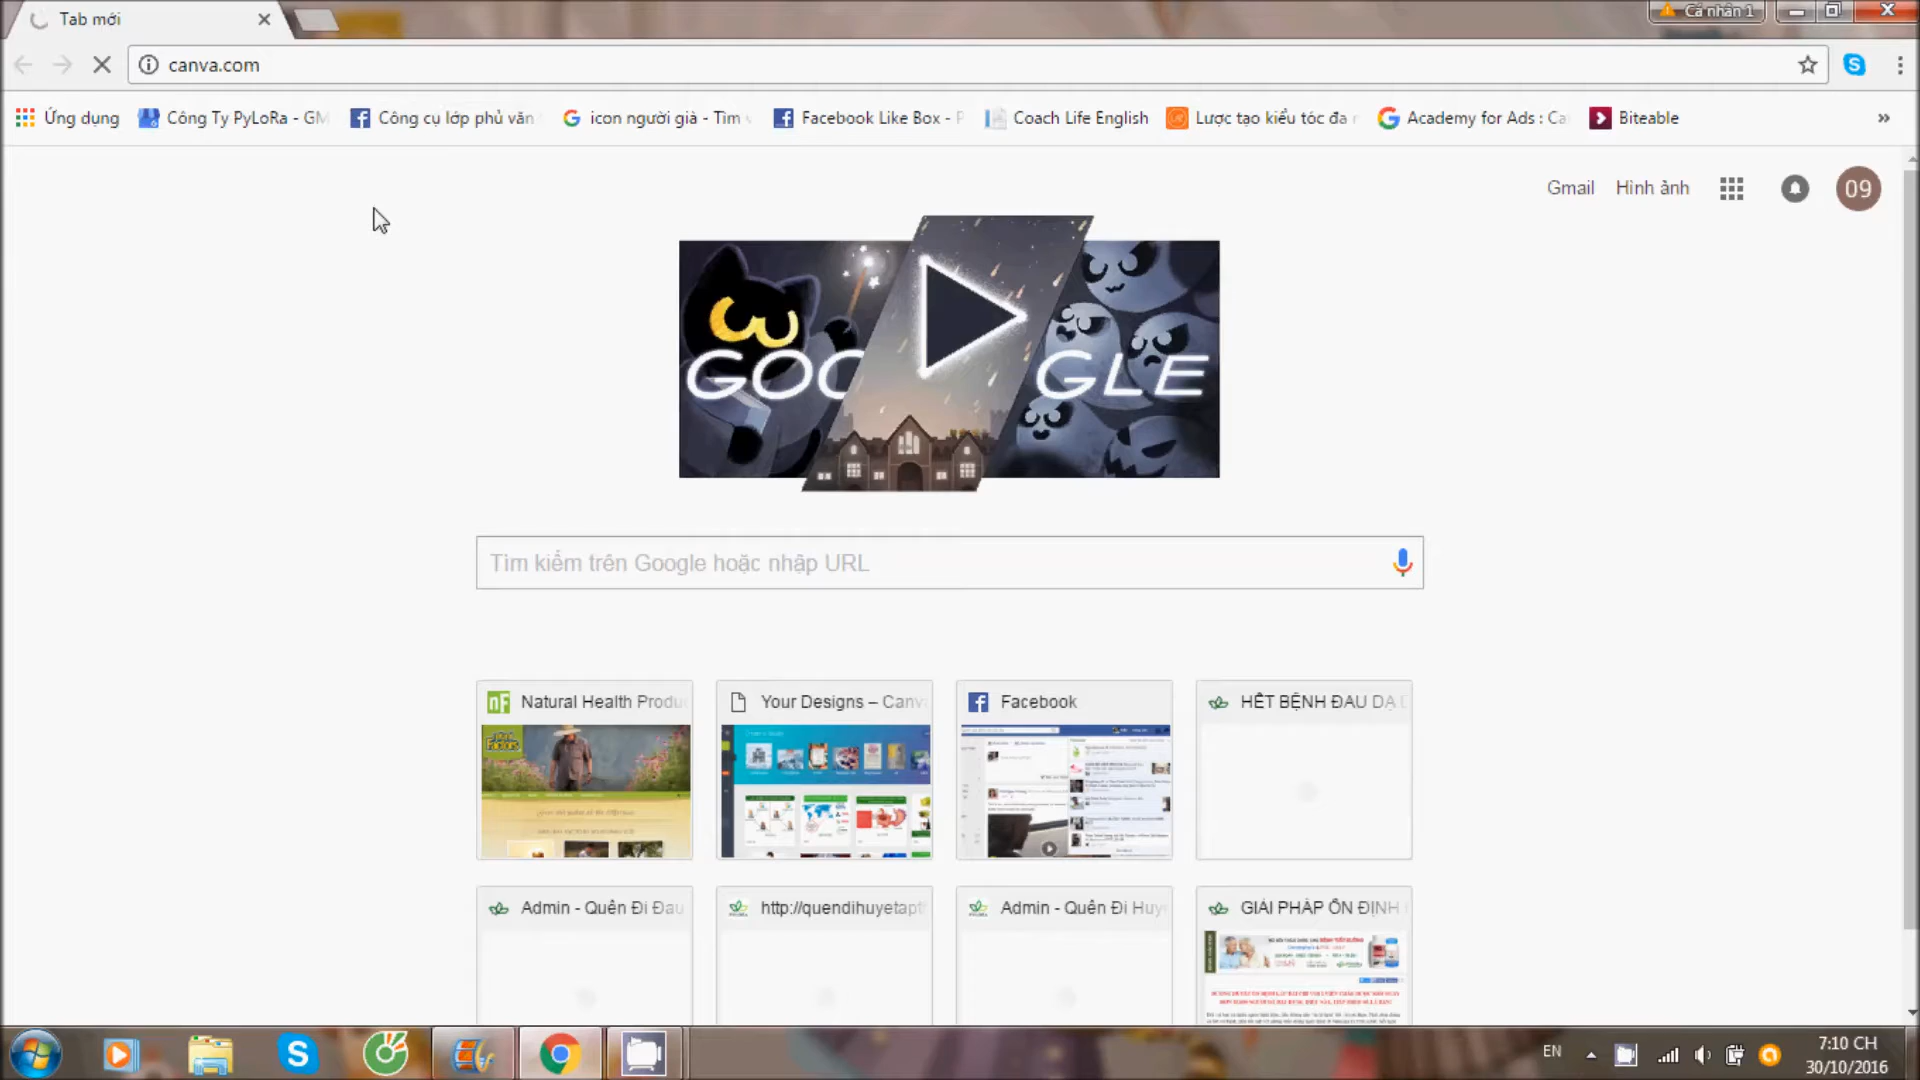 Tab mới
Cá nhân 1
canva.com
Ứng dụng
Công Ty PyLoRa - GM
Công cụ lớp phủ văn
icon người già - Tìm
Facebook Like Box - P
Coach Life English
Lược tạo kiểu tóc đa
Academy for Ads : Ca
Biteable
»
Gmail
Hình ảnh
09
GOO GLE
Tìm kiếm trên Google hoặc nhập URL
Natural Health Produ
Your Designs – Canv
Facebook
HẾT BỆNH ĐAU DẠ
Admin - Quên Đi Đau
http://quendihuyetapt
Admin - Quên Đi Huy
GIẢI PHÁP ỔN ĐỊNH
EN
7:10 CH
30/10/2016